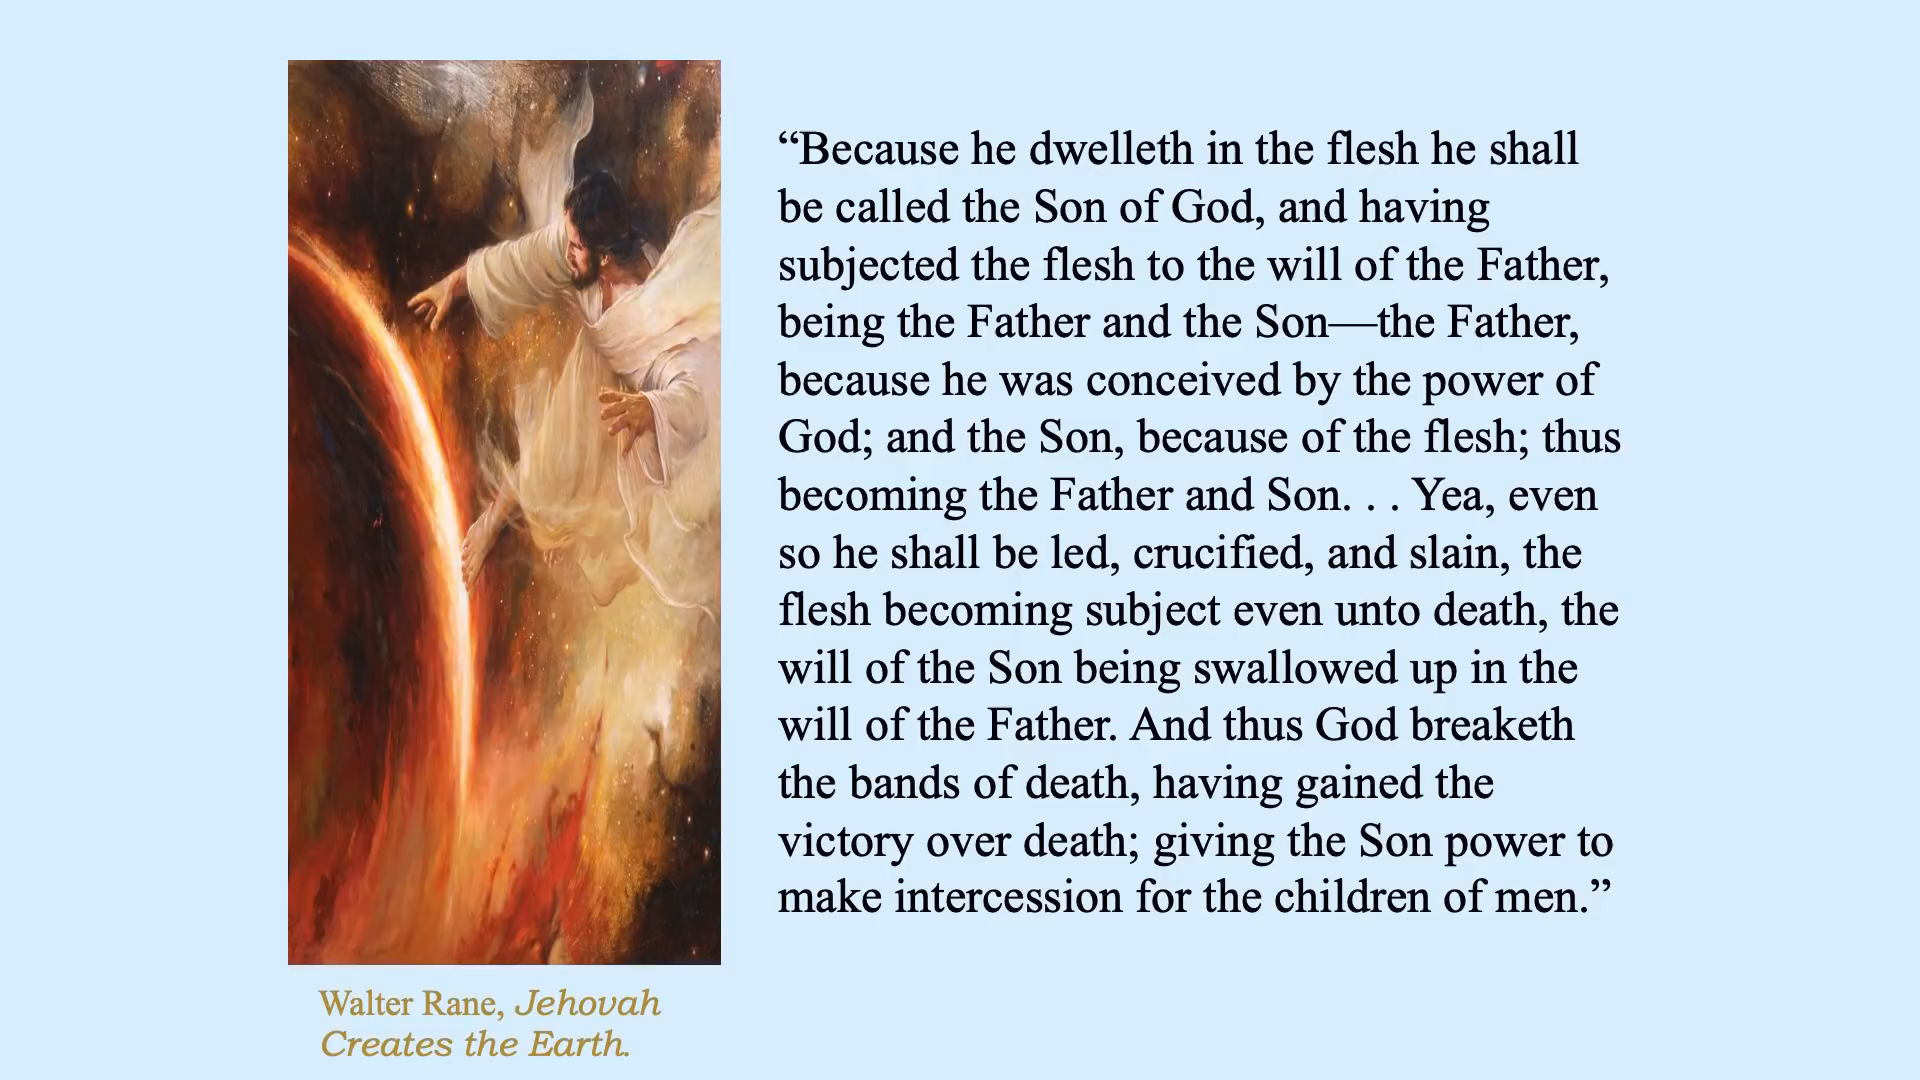 “Because he dwelleth in the flesh he shall
be called the Son of God, and having
subjected the flesh to the will of the Father,
being the Father and the Son—the Father,
because he was conceived by the power of
God; and the Son, because of the flesh; thus
becoming the Father and Son. . . Yea, even
so he shall be led, crucified, and slain, the
flesh becoming subject even unto death, the
will of the Son being swallowed up in the
will of the Father. And thus God breaketh
the bands of death, having gained the
victory over death; giving the Son power to
make intercession for the children of men.”
Walter Rane, Jehovah
Creates the Earth.